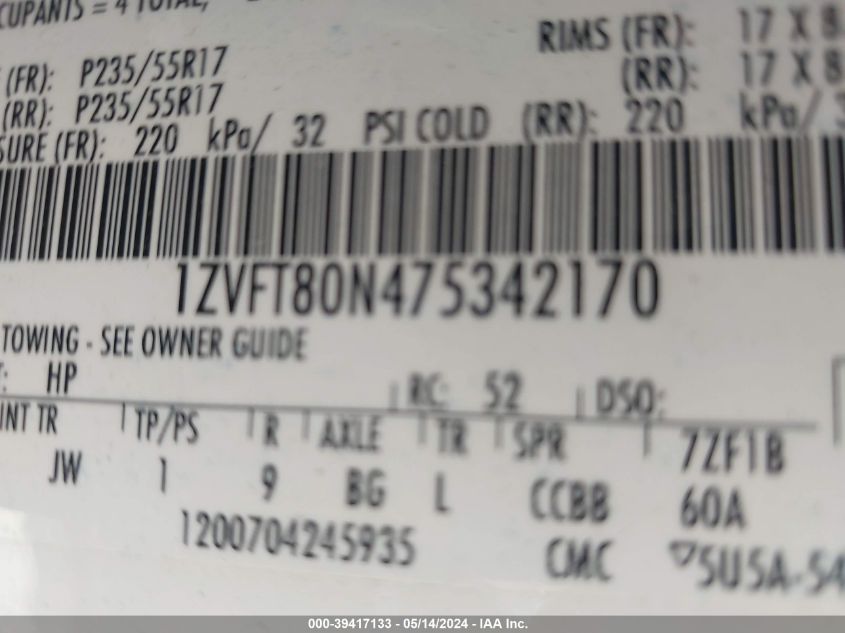 CUPANTS = 4 TOTAL,
RIMS (FR): 17 X 8
(FR): P235/55R17
(RR): 17 X 8
(RR): P235/55R17
SURE (FR): 220 kPa/ 32 PSI COLD (RR): 220 kPa/ 3
1ZVFT80N475342170
TOWING - SEE OWNER GUIDE
: HP RC: 52 DSO:
INT TR TP/PS R AXLE TR SPR 7ZF1B
JW 1 9 BG L CCBB 60A
1200704245935 CMC SU5A-54
000-39417133 - 05/14/2024 - IAA Inc.